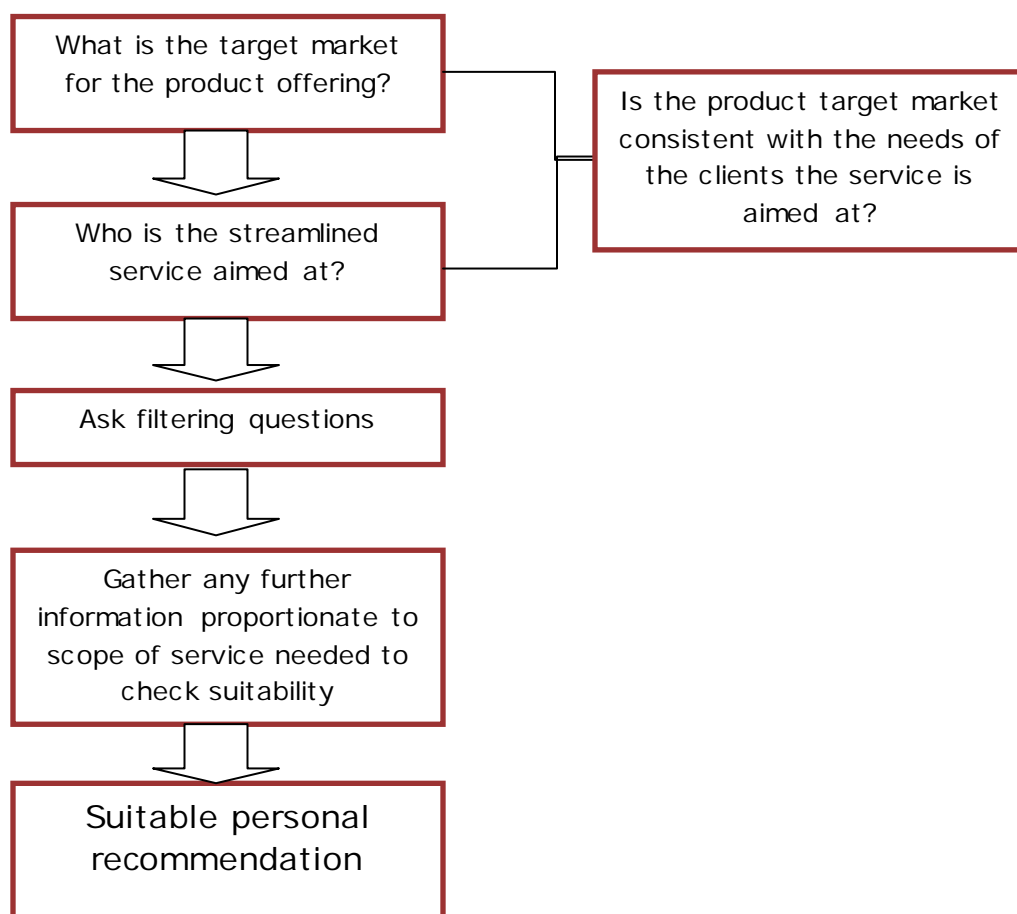 What is the target market
for the product offering?
Is the product target market
consistent with the needs of
the clients the service is
aimed at?
Who is the streamlined
service aimed at?
Ask filtering questions
Gather any further
information proportionate to
scope of service needed to
check suitability
Suitable personal
recommendation